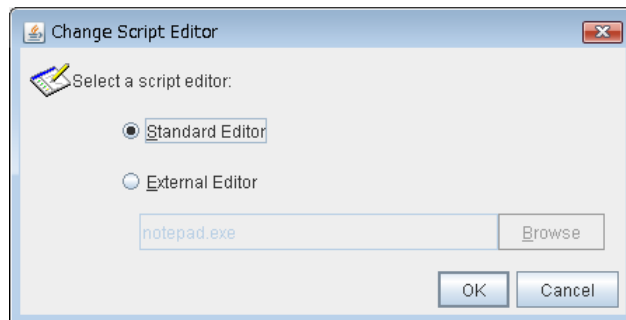 Change Script Editor
Select a script editor:
Standard Editor
External Editor
notepad.exe Browse
OK Cancel